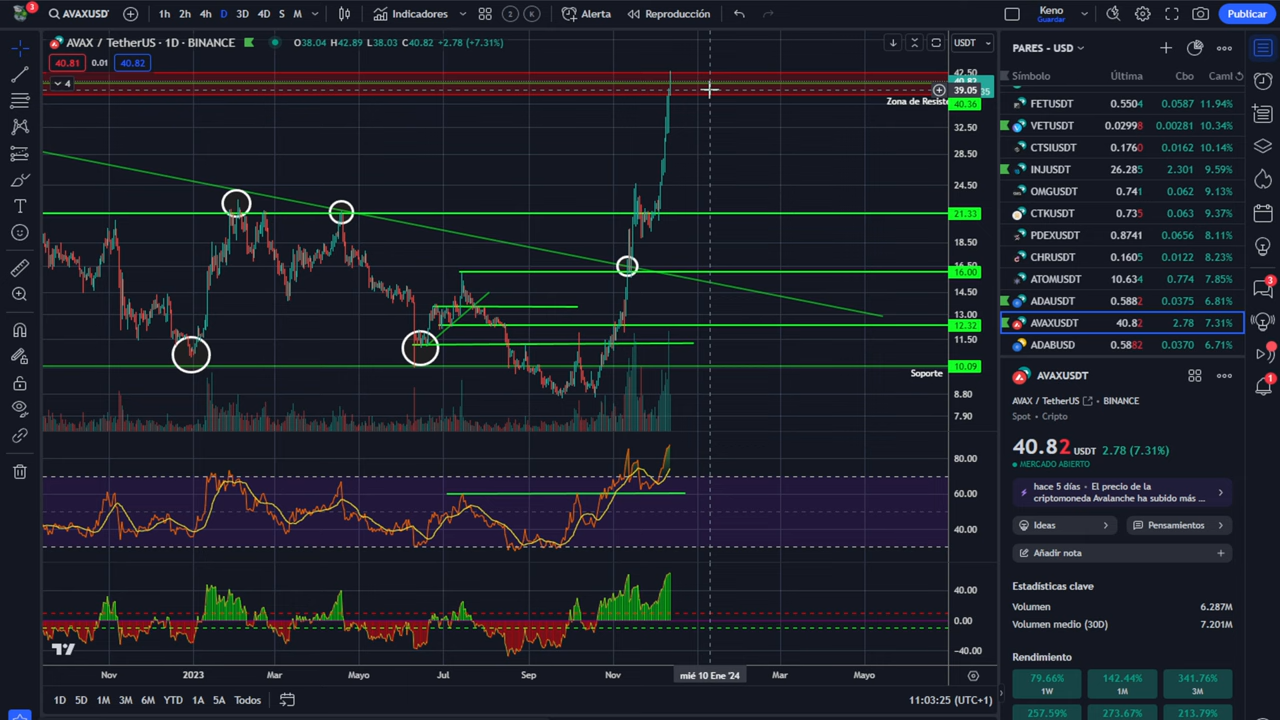 3
AVAXUSDT
1h 2h 4h D 3D 4D S M
Indicadores
2 K
Alerta
Reproducción
Keno
Guardar
Publicar
AVAX / TetherUS · 1D · BINANCE
O38.04 H42.89 L38.03 C40.82 +2.78 (+7.31%)
USDT
40.81 0.01 40.82
4
42.50
40.82
39.05
Zona de Resiste
40.36
32.50
28.50
24.50
21.33
18.50
16.50
16.00
14.50
13.00
12.32
11.50
10.09
Soporte
8.80
7.90
80.00
60.00
40.00
40.00
0.00
−40.00
Nov 2023 Mar Mayo Jul Sep Nov mié 10 Ene '24 Mar Mayo
1D 5D 1M 3M 6M YTD 1A 5A Todos
11:03:25 (UTC+1)
PARES - USD
Símbolo Última Cbo
FETUSDT 0.5504 0.0587 11.94%
VETUSDT 0.02998 0.00281 10.34%
CTSIUSDT 0.1760 0.0162 10.14%
INJUSDT 26.285 2.301 9.59%
OMGUSDT 0.741 0.062 9.13%
CTKUSDT 0.735 0.063 9.37%
PDEXUSDT 0.8741 0.0656 8.11%
CHRUSDT 0.1605 0.0122 8.23%
ATOMUSDT 10.634 0.774 7.85%
ADAUSDT 0.5882 0.0375 6.81%
AVAXUSDT 40.82 2.78 7.31%
ADABUSD 0.5882 0.0370 6.71%
AVAXUSDT
AVAX / TetherUS · BINANCE
Spot · Cripto
40.82 USDT 2.78 (7.31%)
MERCADO ABIERTO
hace 5 días · El precio de la
criptomoneda Avalanche ha subido más ...
Ideas
Pensamientos
Añadir nota
Estadísticas clave
Volumen 6.287M
Volumen medio (30D) 7.201M
Rendimiento
79.66% 142.44% 341.76%
1W 1M 3M
257.59% 273.67% 213.79%
3
1